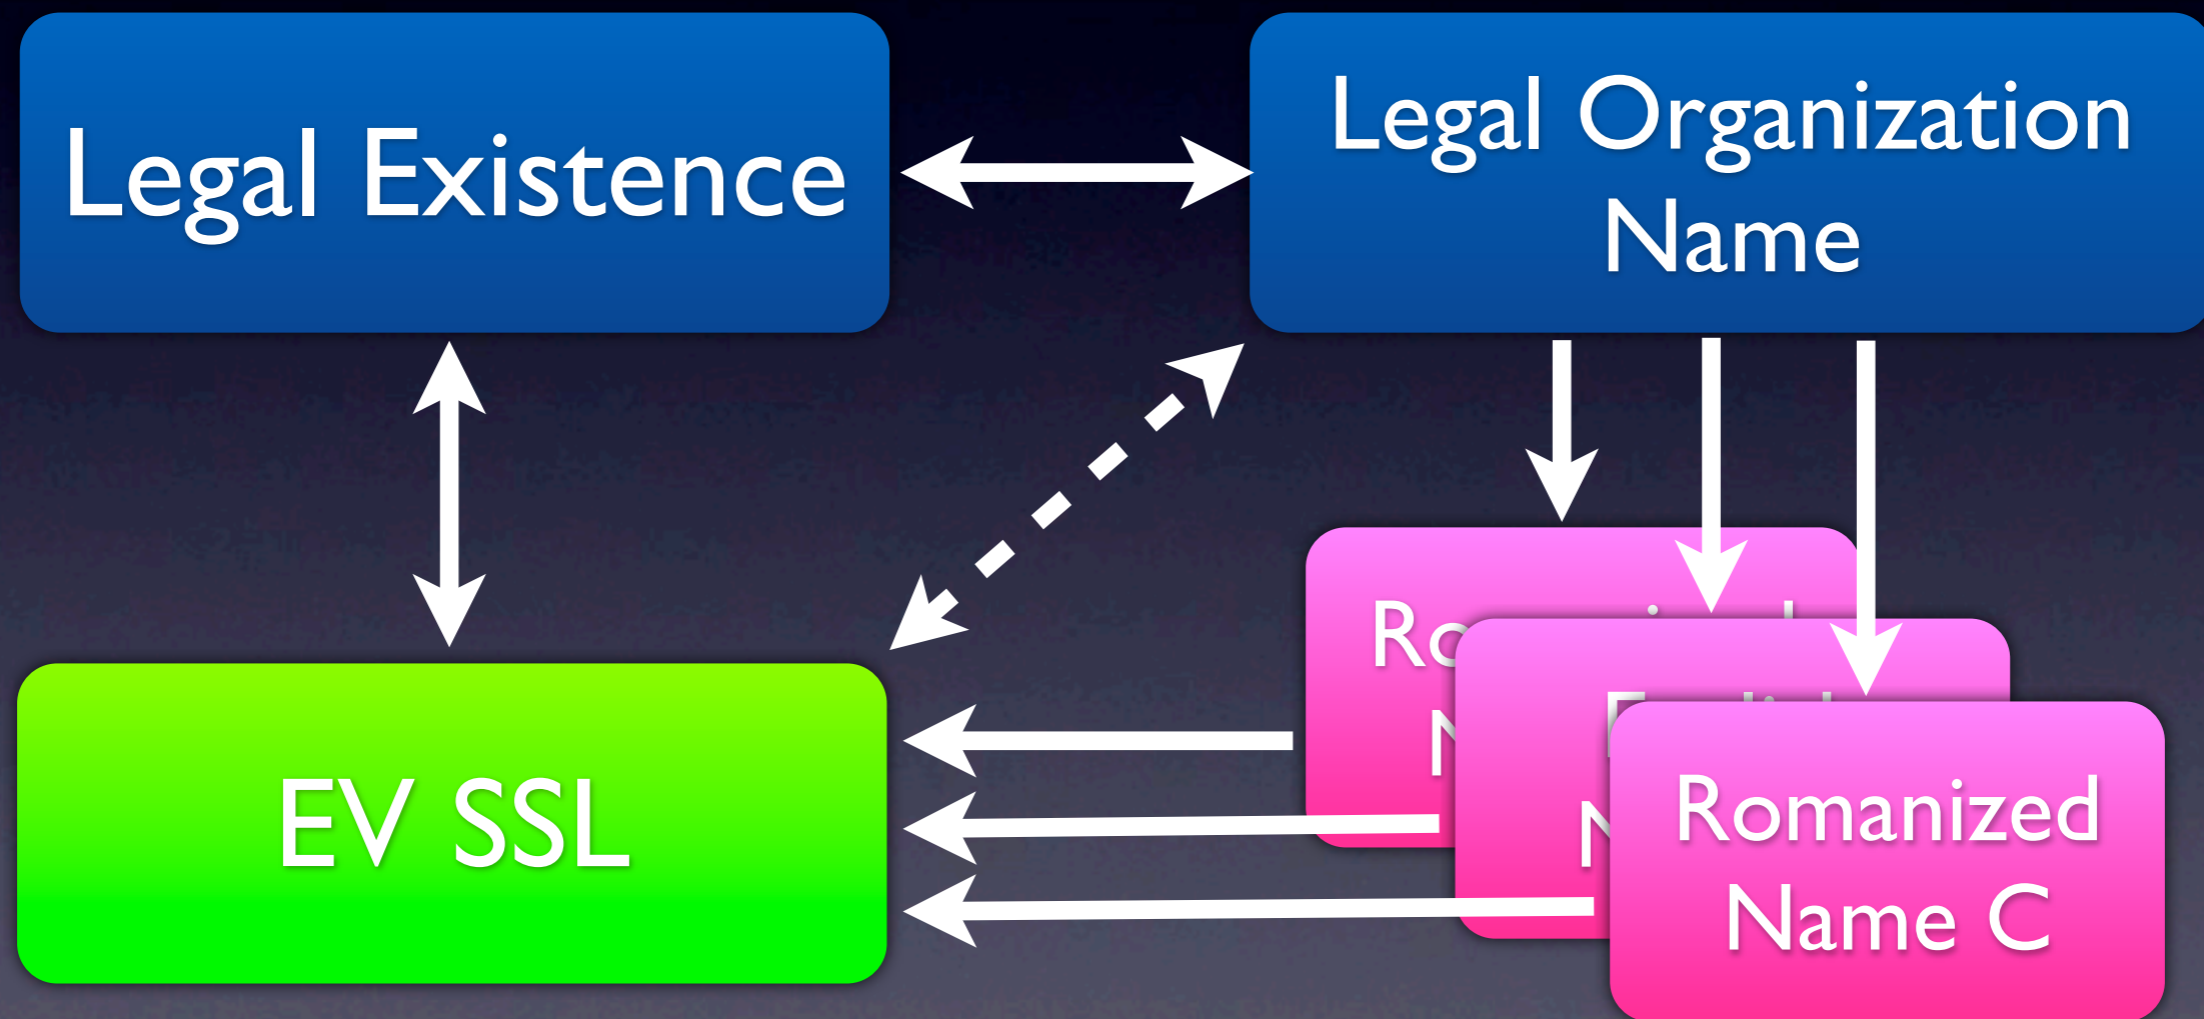 Legal Existence
Legal Organization
Name
EV SSL
Romanized
Name C